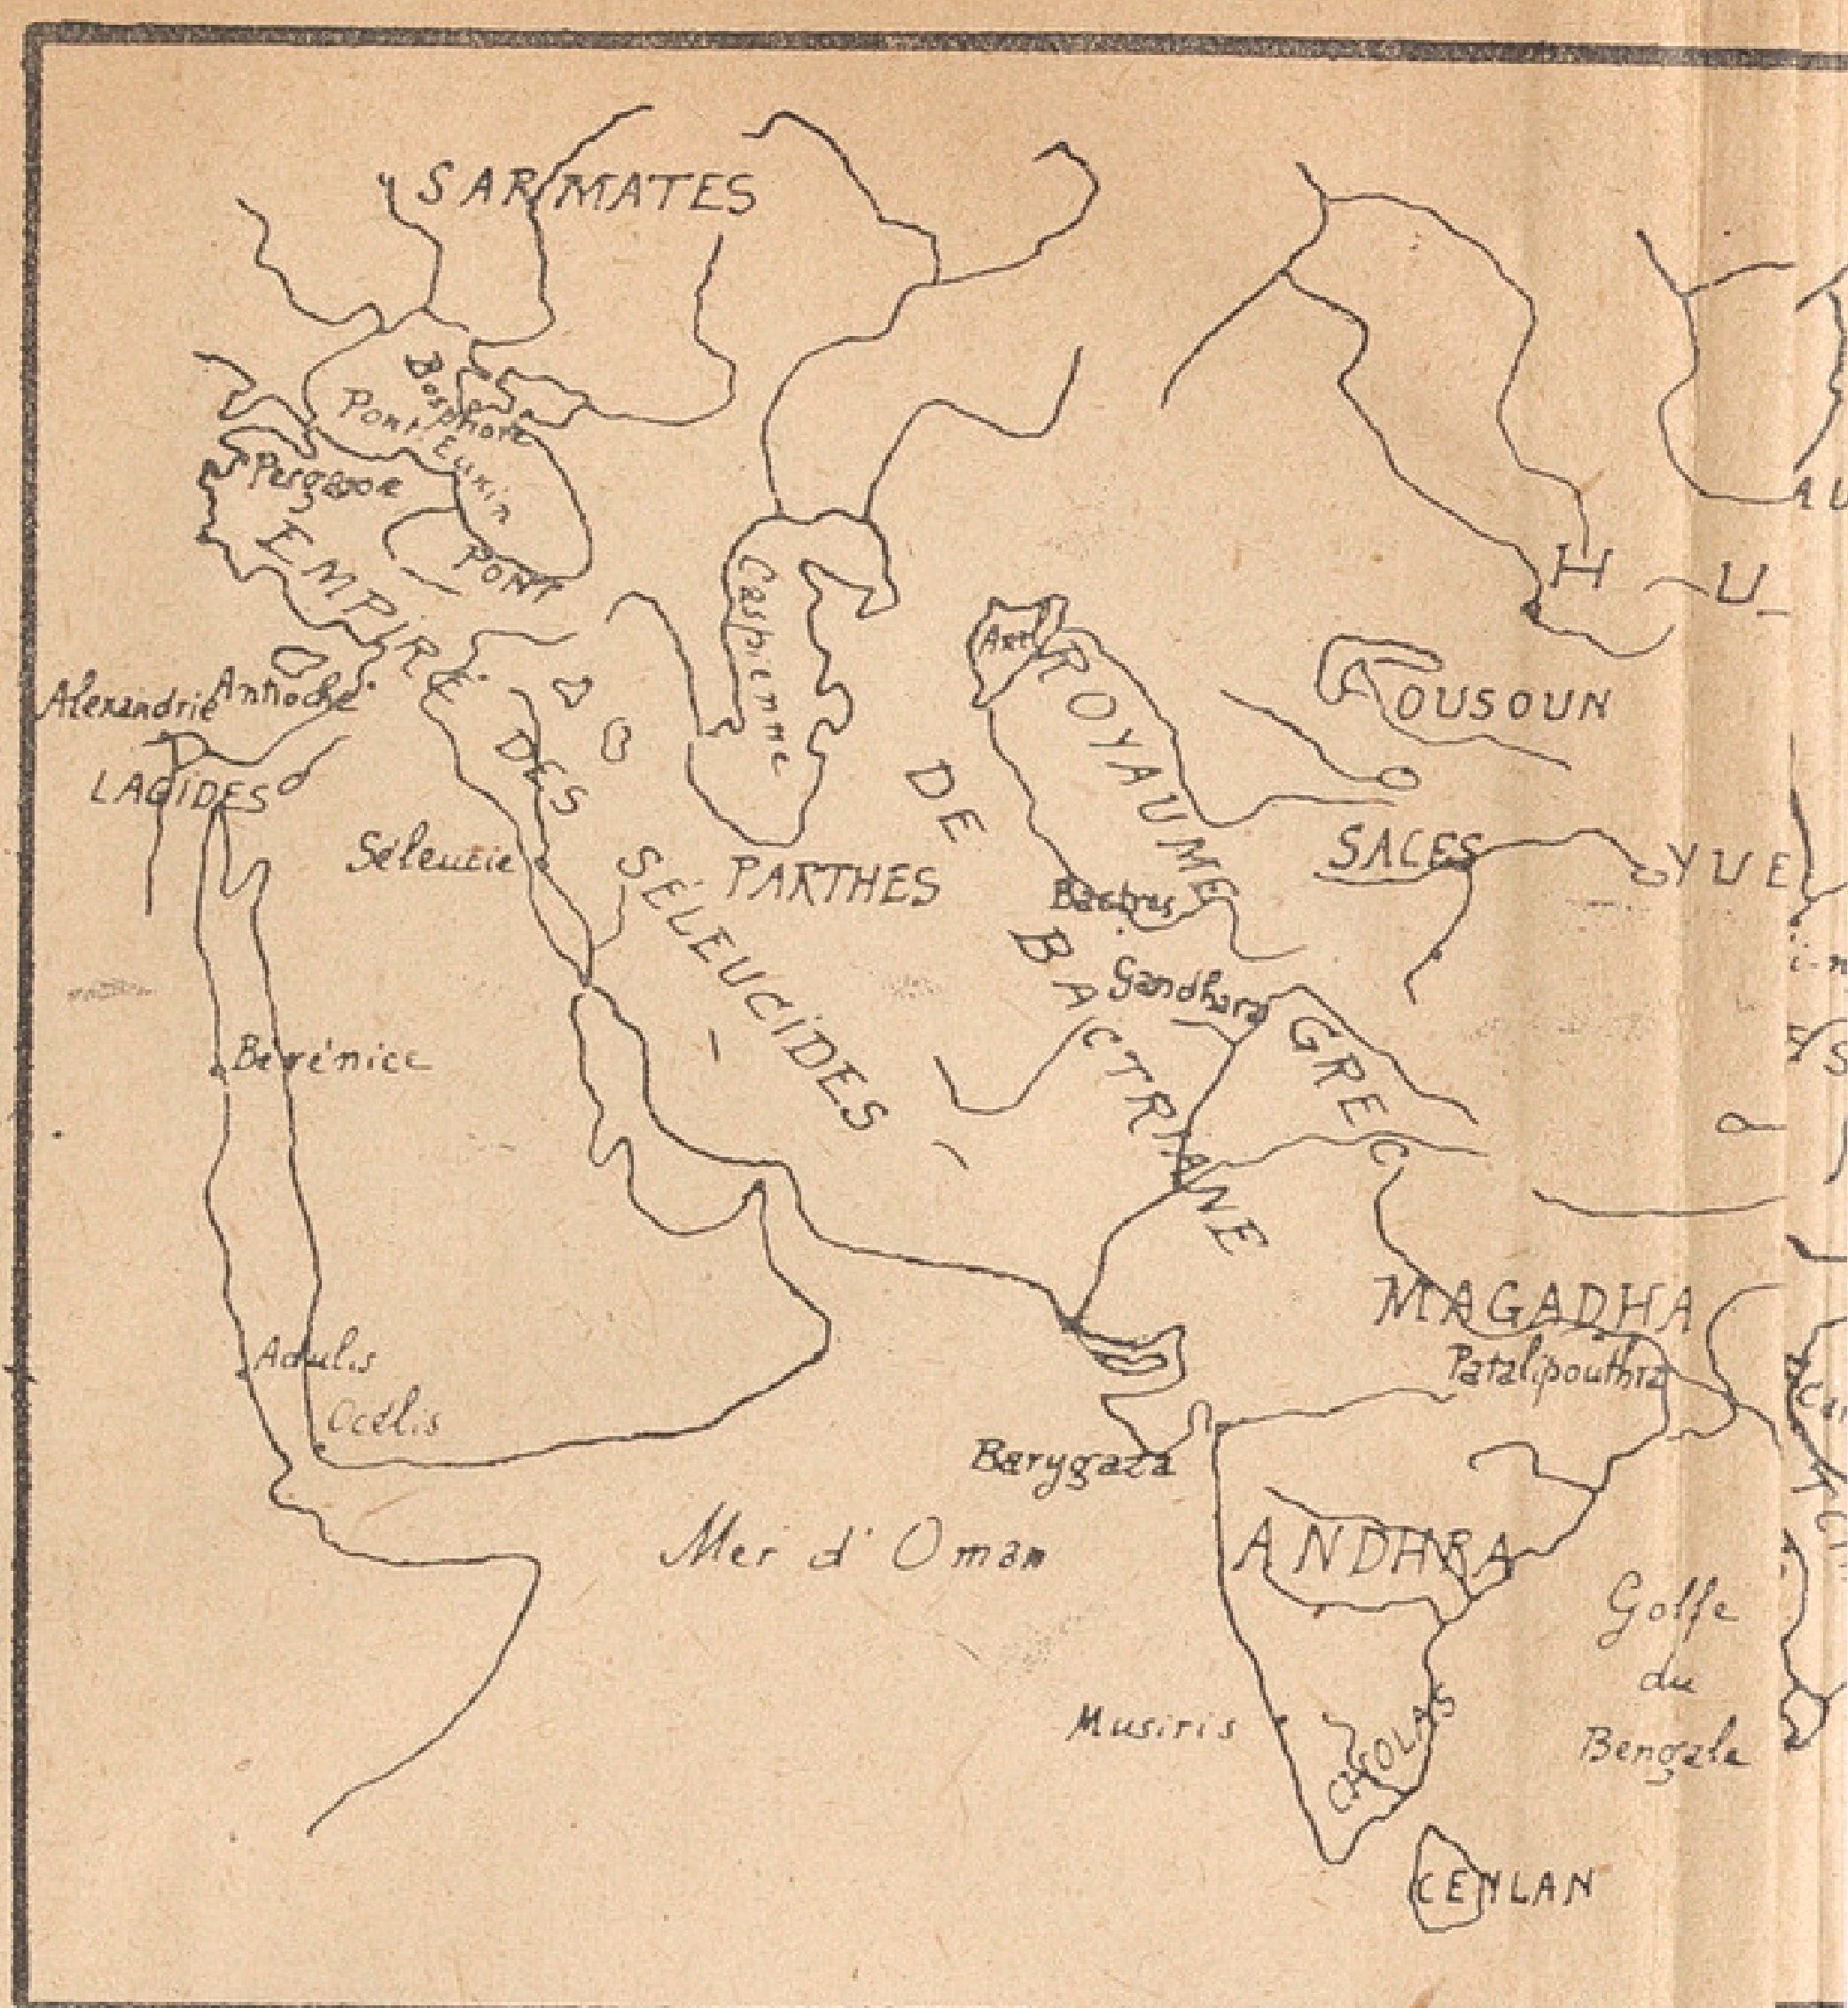 SARMATES
Bosphore
Pont. Euxin
Pergame
PONT
EMPIRE
DES
SÉLEUCIDES
Caspienne
Aral
ROYAUME
GREC
DE
BACTRIANE
H U
OUSOUN
Alexandrie
Antioche
LAGIDES
Séleucie
PARTHES
SACES
YUE
Bactres
Gandhara
Bérénice
MAGADHA
Patalipouthra
Adulis
Océlis
Barygaza
Mer d'Oman
ANDHRA
Golfe
du
Bengale
Musiris
CHOLAS
CEYLAN